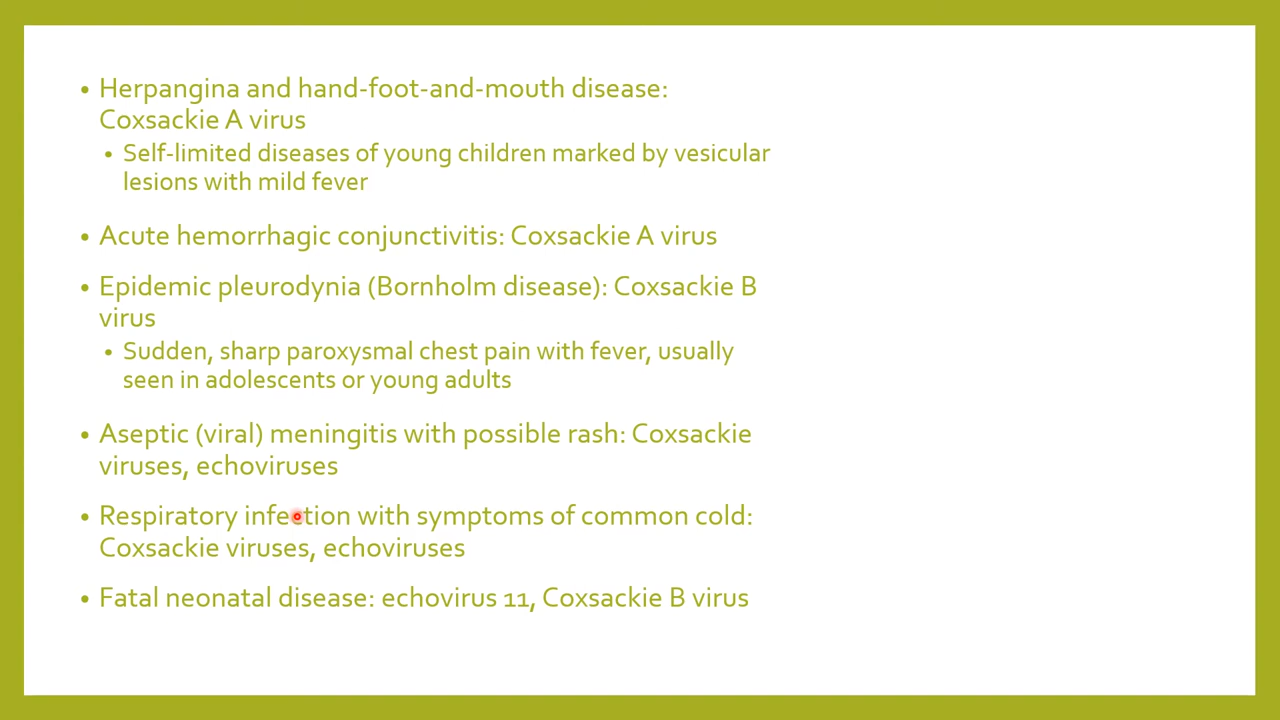 • Herpangina and hand-foot-and-mouth disease:
Coxsackie A virus
• Self-limited diseases of young children marked by vesicular
lesions with mild fever
• Acute hemorrhagic conjunctivitis: Coxsackie A virus
• Epidemic pleurodynia (Bornholm disease): Coxsackie B
virus
• Sudden, sharp paroxysmal chest pain with fever, usually
seen in adolescents or young adults
• Aseptic (viral) meningitis with possible rash: Coxsackie
viruses, echoviruses
• Respiratory infection with symptoms of common cold:
Coxsackie viruses, echoviruses
• Fatal neonatal disease: echovirus 11, Coxsackie B virus